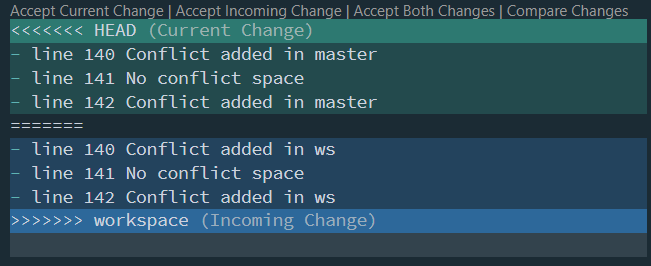 Accept Current Change | Accept Incoming Change | Accept Both Changes | Compare Changes
<<<<<<< HEAD (Current Change)
- line 140 Conflict added in master
- line 141 No conflict space
- line 142 Conflict added in master
=======
- line 140 Conflict added in ws
- line 141 No conflict space
- line 142 Conflict added in ws
>>>>>>> workspace (Incoming Change)